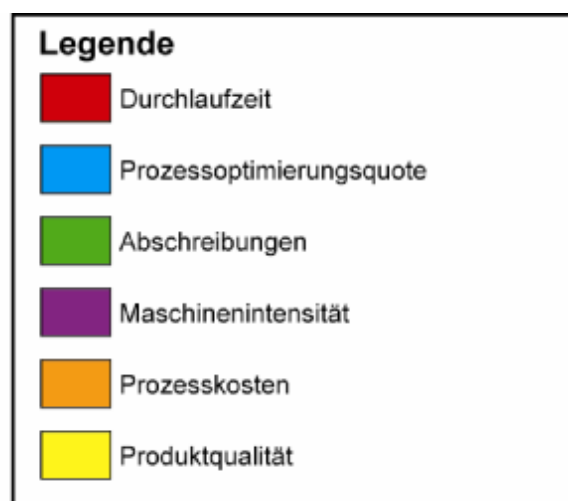 Legende
Durchlaufzeit
Prozessoptimierungsquote
Abschreibungen
Maschinenintensität
Prozesskosten
Produktqualität